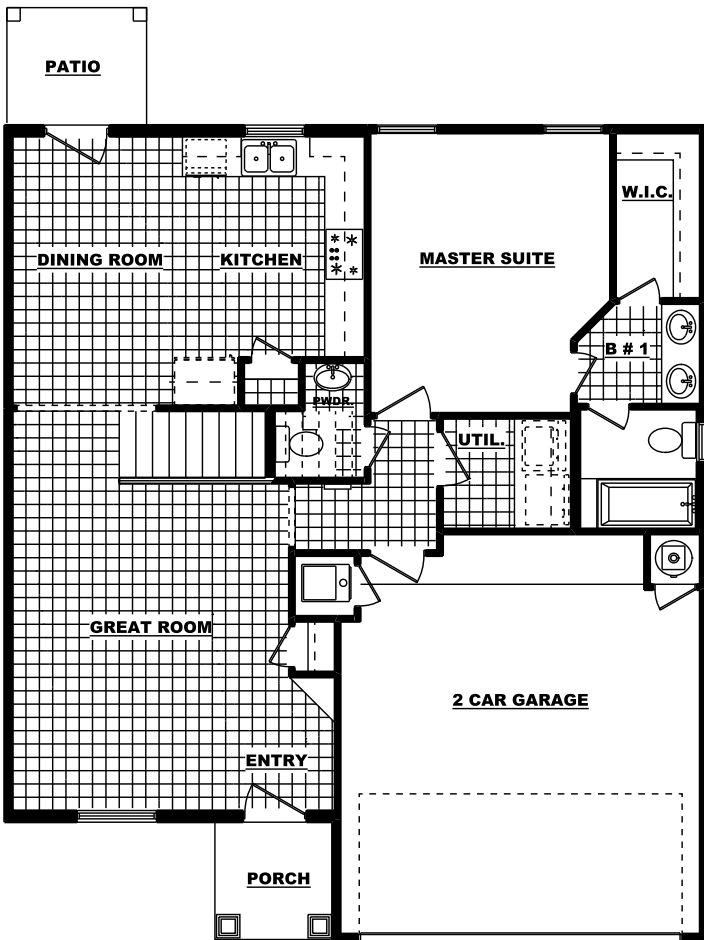 PATIO
W.I.C.
DINING ROOM
KITCHEN
MASTER SUITE
B # 1
PWDR.
UTIL.
GREAT ROOM
2 CAR GARAGE
ENTRY
PORCH